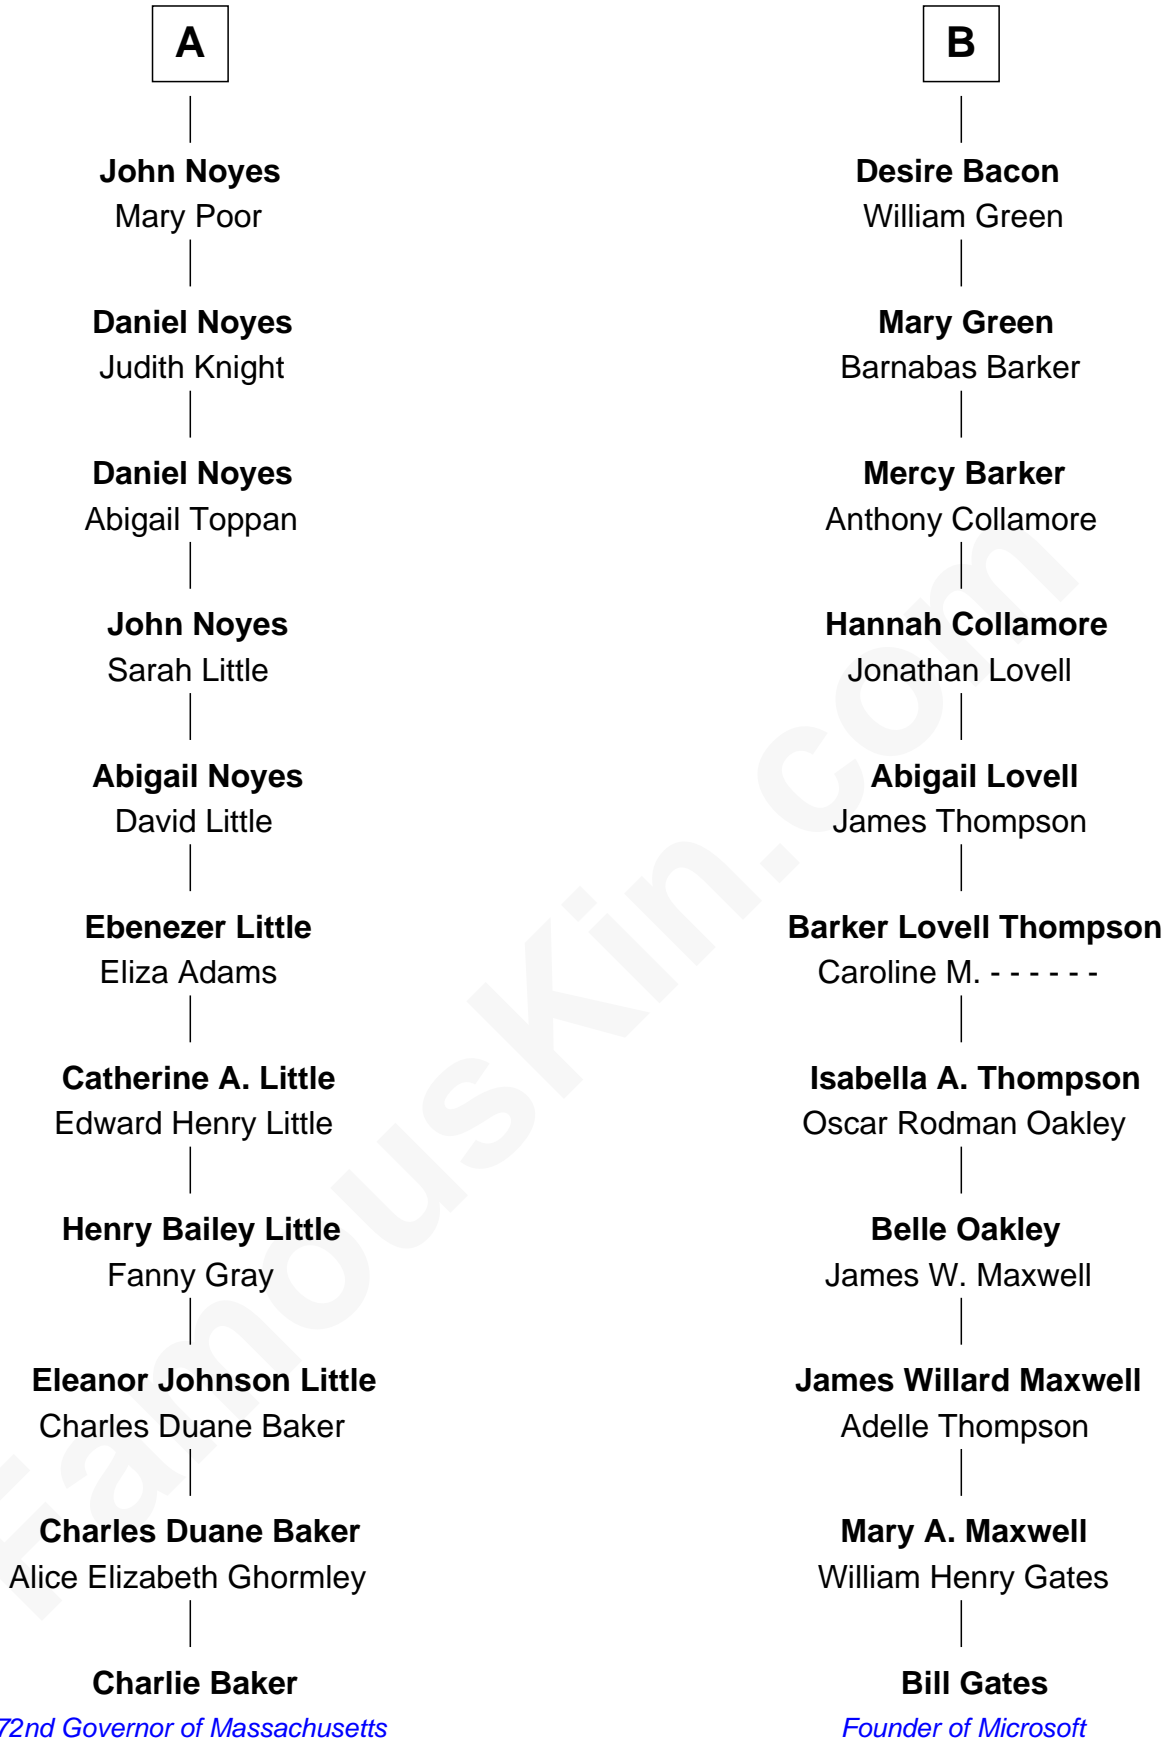 A
John Noyes
Mary Poor
Daniel Noyes
Judith Knight
Daniel Noyes
Abigail Toppan
John Noyes
Sarah Little
Abigail Noyes
David Little
Ebenezer Little
Eliza Adams
Catherine A. Little
Edward Henry Little
Henry Bailey Little
Fanny Gray
Eleanor Johnson Little
Charles Duane Baker
Charles Duane Baker
Alice Elizabeth Ghormley
Charlie Baker
72nd Governor of Massachusetts
B
Desire Bacon
William Green
Mary Green
Barnabas Barker
Mercy Barker
Anthony Collamore
Hannah Collamore
Jonathan Lovell
Abigail Lovell
James Thompson
Barker Lovell Thompson
Caroline M. - - - - - -
Isabella A. Thompson
Oscar Rodman Oakley
Belle Oakley
James W. Maxwell
James Willard Maxwell
Adelle Thompson
Mary A. Maxwell
William Henry Gates
Bill Gates
Founder of Microsoft
FamousKin.com